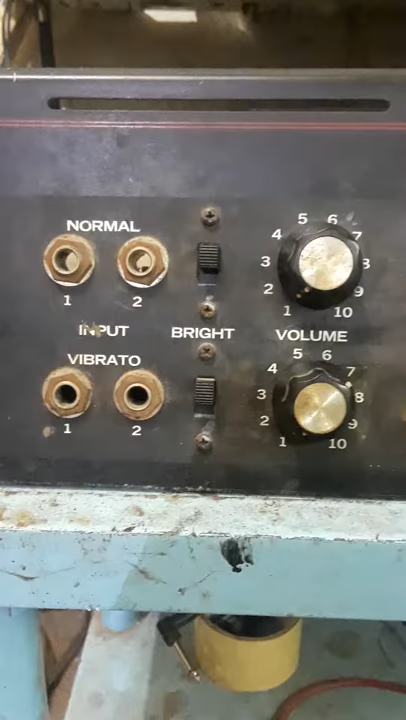 NORMAL
1 2
INPUT
VIBRATO
1 2
BRIGHT
1 2 3 4 5 6 7 8 9 10
VOLUME
1 2 3 4 5 6 7 8 9 10